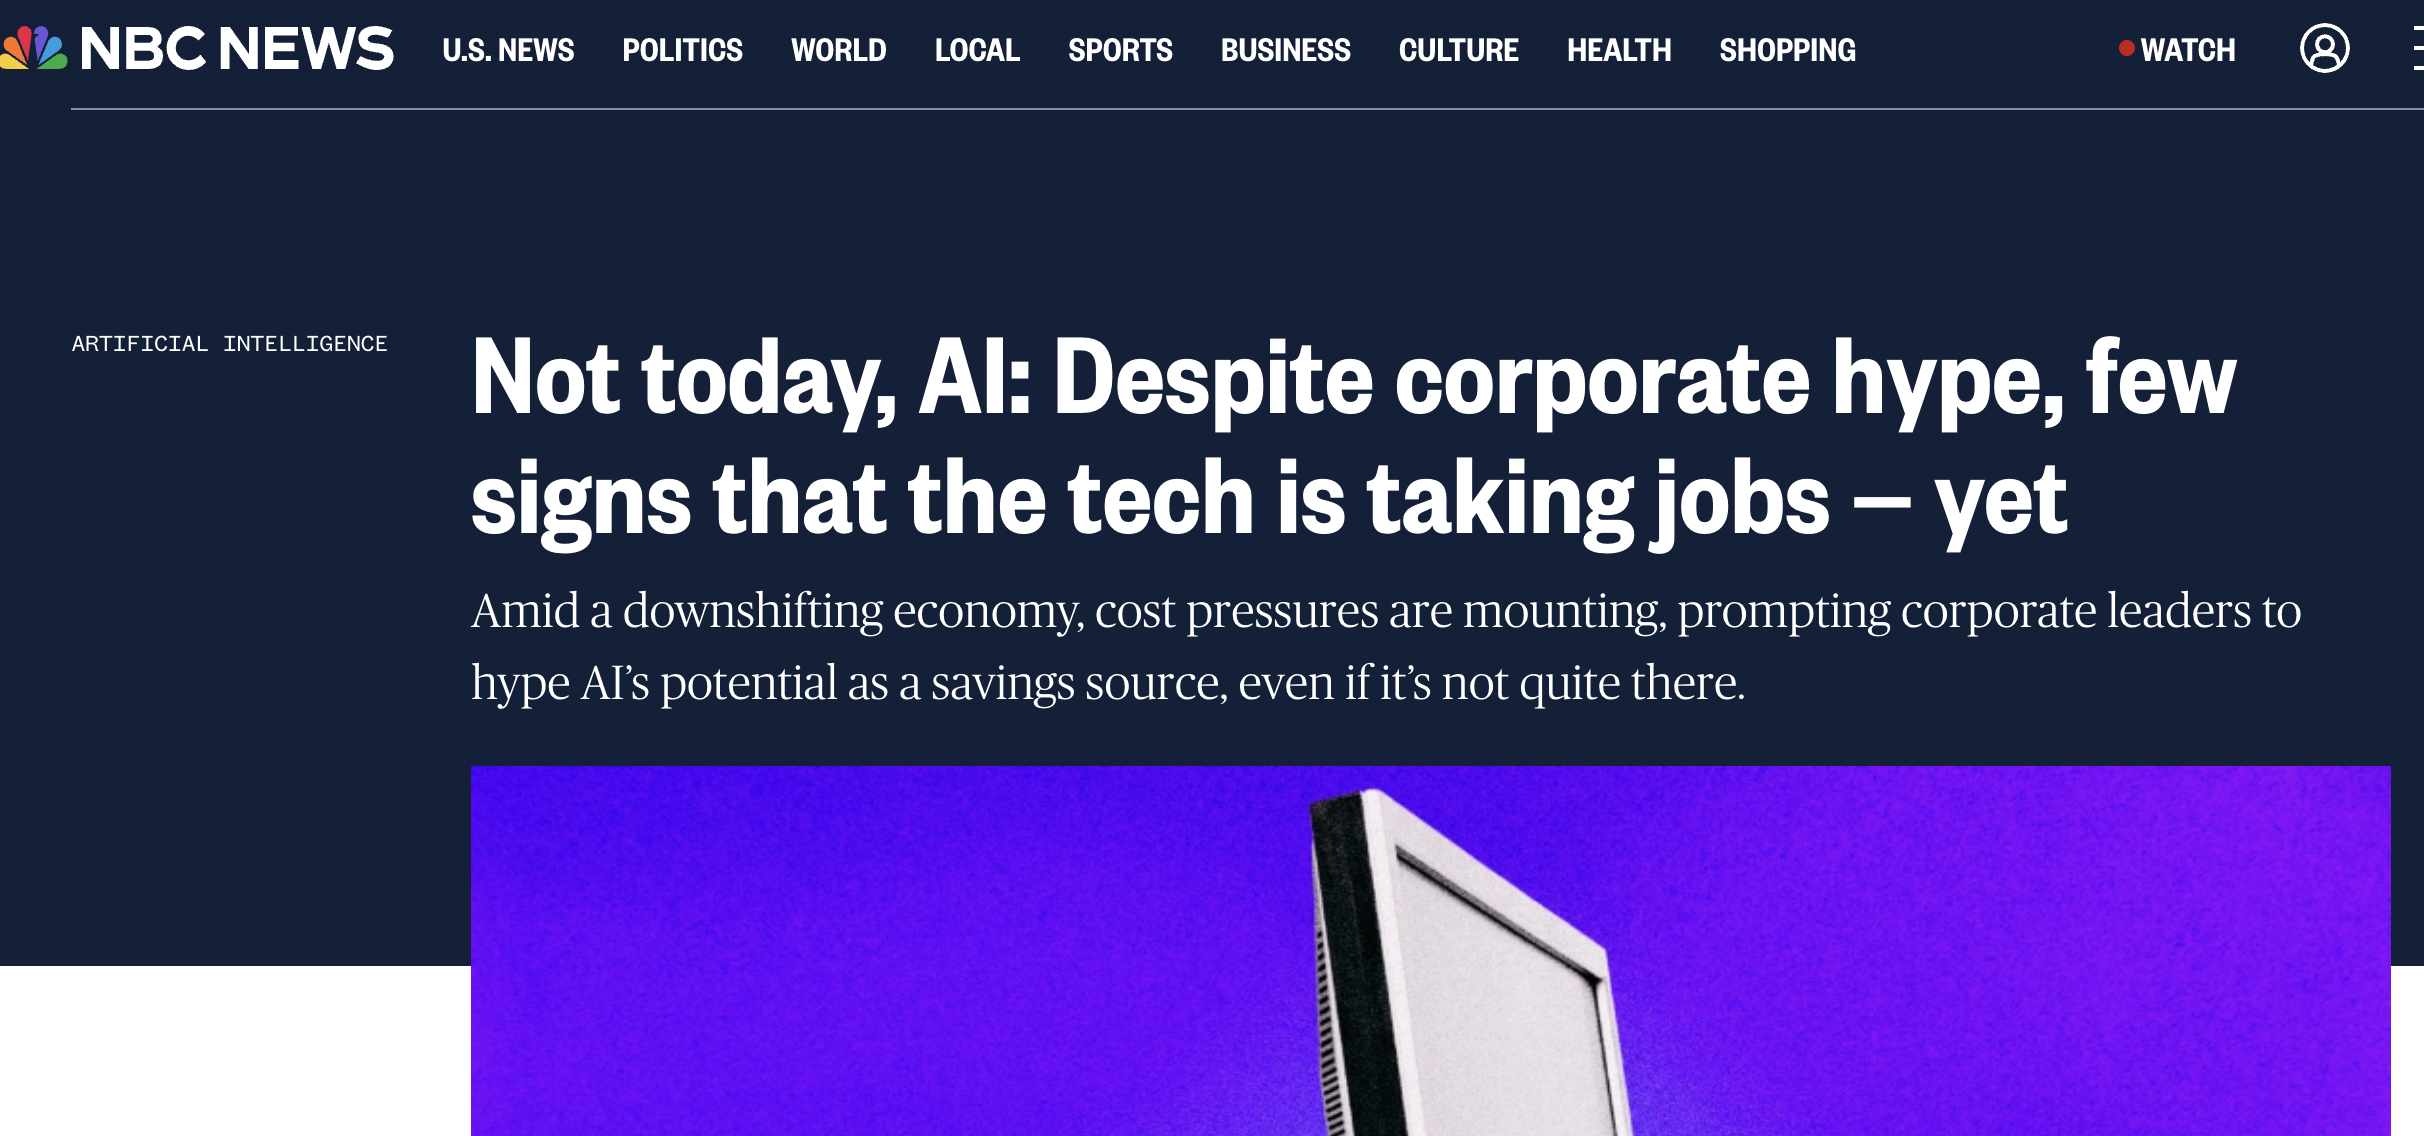 NBC NEWS U.S. NEWS POLITICS WORLD LOCAL SPORTS BUSINESS CULTURE HEALTH SHOPPING WATCH
ARTIFICIAL INTELLIGENCE
Not today, AI: Despite corporate hype, few
signs that the tech is taking jobs — yet
Amid a downshifting economy, cost pressures are mounting, prompting corporate leaders to
hype AI’s potential as a savings source, even if it’s not quite there.